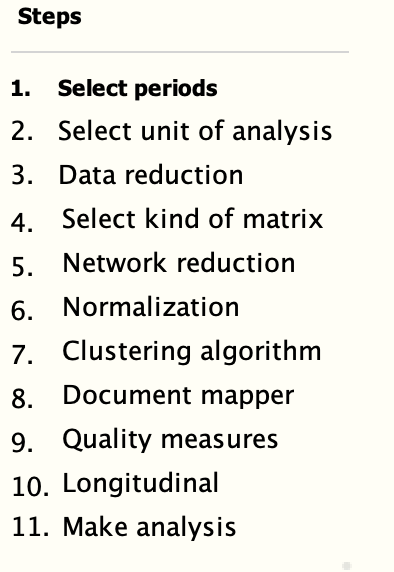 Steps
1. Select periods
2. Select unit of analysis
3. Data reduction
4. Select kind of matrix
5. Network reduction
6. Normalization
7. Clustering algorithm
8. Document mapper
9. Quality measures
10. Longitudinal
11. Make analysis